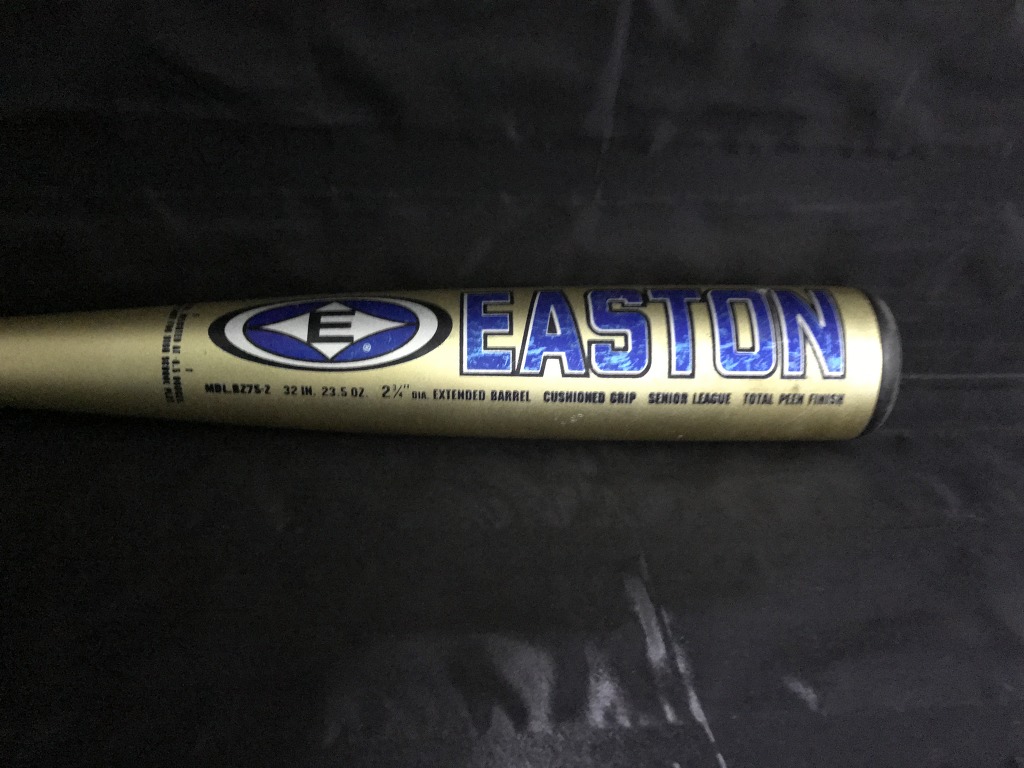 E®
EASTON
MDL.BZ75-Z 32 IN. 23.5 OZ. 2¾" DIA. EXTENDED BARREL CUSHIONED GRIP SENIOR LEAGUE TOTAL PEEN FINISH